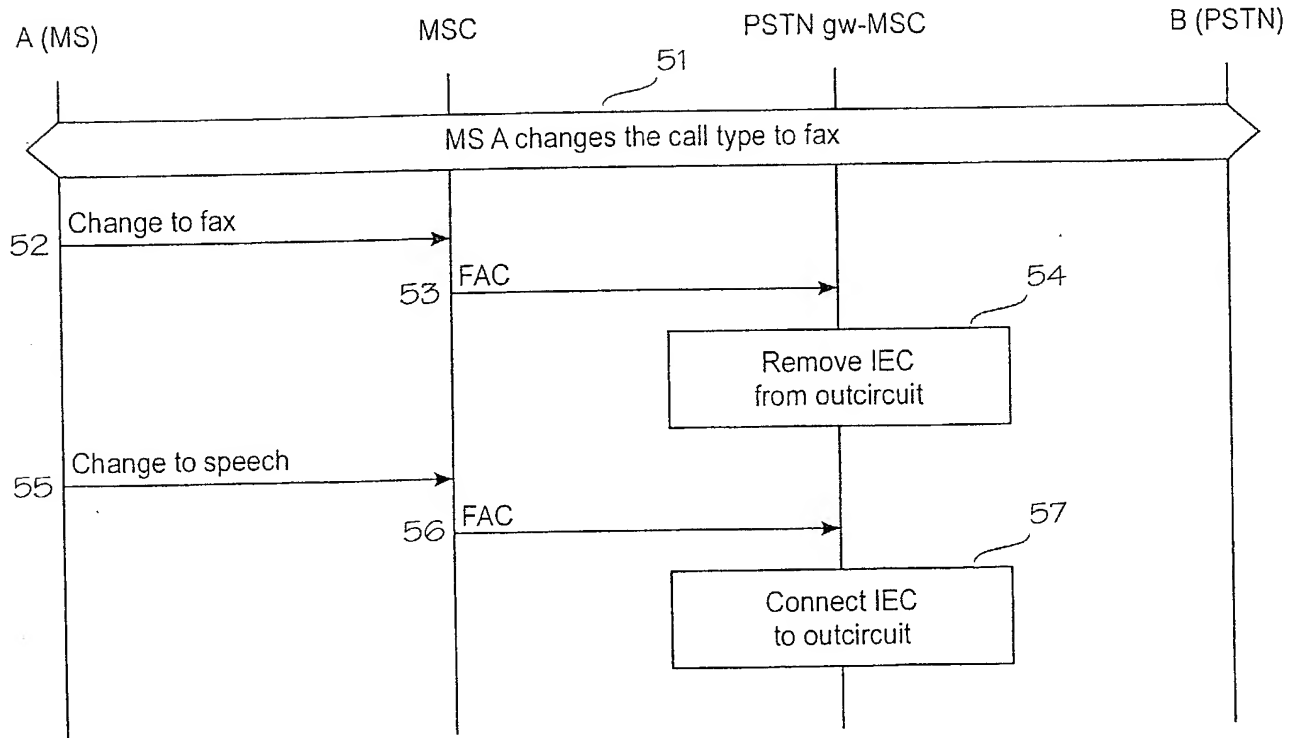 A (MS) MSC PSTN gw-MSC B (PSTN)
51
MS A changes the call type to fax
52 Change to fax
53 FAC
54
Remove IEC
from outcircuit
55 Change to speech
56 FAC
57
Connect IEC
to outcircuit